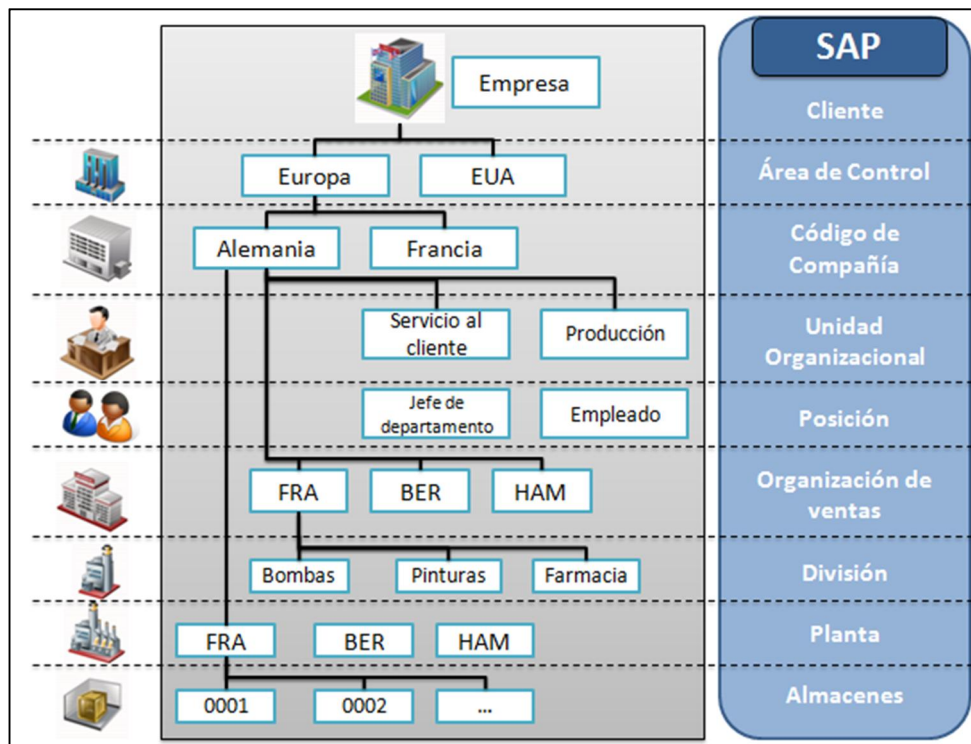 SAP
Empresa
Cliente
Europa
EUA
Área de Control
Alemania
Francia
Código de
Compañía
Servicio al
cliente
Producción
Unidad
Organizacional
Jefe de
departamento
Empleado
Posición
FRA
BER
HAM
Organización de
ventas
Bombas
Pinturas
Farmacia
División
FRA
BER
HAM
Planta
0001
0002
...
Almacenes